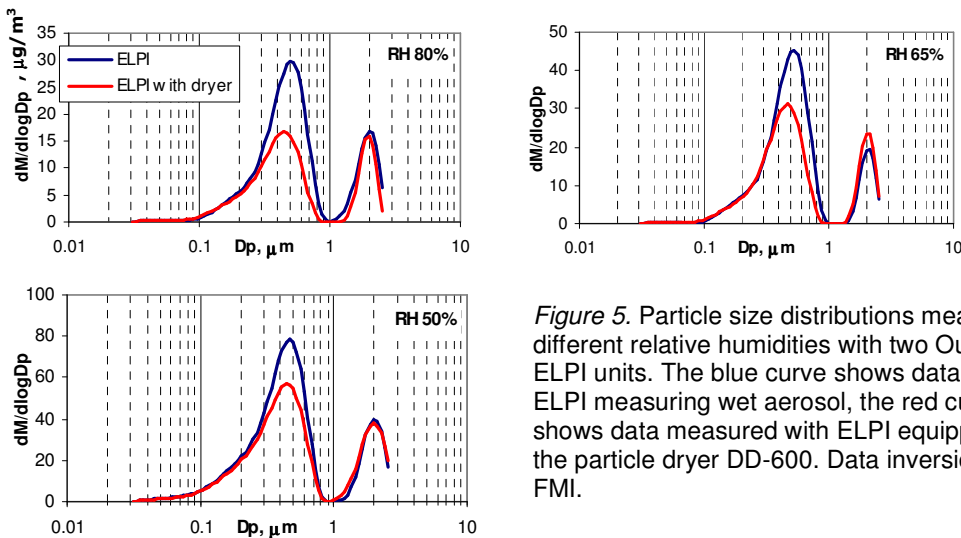 dM/dlogDp , μg/m³
35
30
25
20
15
10
5
0
ELPI
ELPI with dryer
RH 80%
0.01 0.1 1 10
Dp, μm
dM/dlogDp
50
40
30
20
10
0
RH 65%
0.01 0.1 1 10
Dp, μm
dM/dlogDp
100
80
60
40
20
0
RH 50%
0.01 0.1 1 10
Dp, μm
Figure 5. Particle size distributions mea
different relative humidities with two Ou
ELPI units. The blue curve shows data
ELPI measuring wet aerosol, the red cu
shows data measured with ELPI equipp
the particle dryer DD-600. Data inversi
FMI.